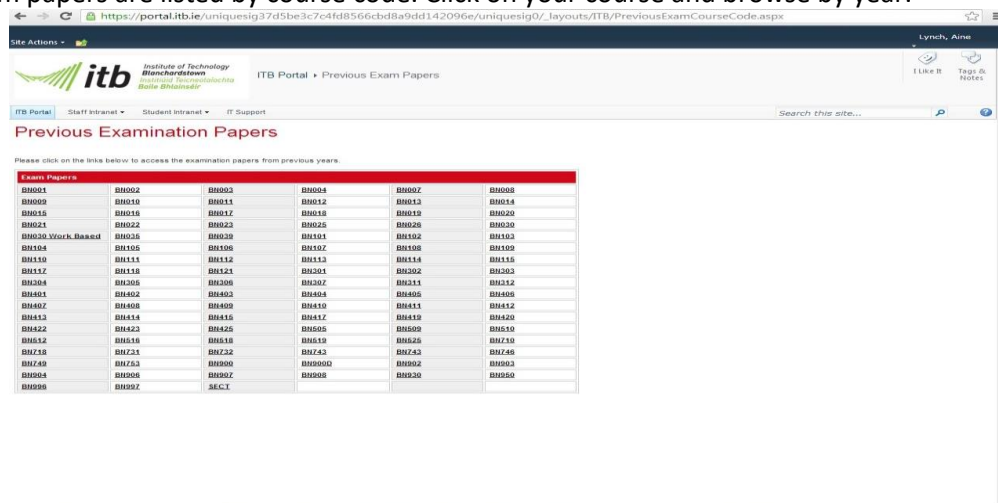 m papers are listed by course code. Click on your course and browse by year.
https://portal.itb.ie/uniquesig37d5be3c7c4fd8566cbd8a9dd142096e/uniquesig0/_layouts/ITB/PreviousExamCourseCode.aspx
Site Actions
Lynch, Aine
itb
Institute of Technology
Blanchardstown
Institiúid Teicneolaíochta
Baile Bhlainséir
ITB Portal Previous Exam Papers
I Like It
Tags & Notes
ITB Portal Staff Intranet Student Intranet IT Support
Search this site...
Previous Examination Papers
Please click on the links below to access the examination papers from previous years.
Exam Papers
BN001 BN002 BN003 BN004 BN007 BN008
BN009 BN010 BN011 BN012 BN013 BN014
BN015 BN016 BN017 BN018 BN019 BN020
BN021 BN022 BN023 BN025 BN026 BN030
BN030 Work Based BN035 BN039 BN101 BN102 BN103
BN104 BN105 BN106 BN107 BN108 BN109
BN110 BN111 BN112 BN113 BN114 BN115
BN117 BN118 BN121 BN301 BN302 BN303
BN304 BN305 BN306 BN307 BN311 BN312
BN401 BN402 BN403 BN404 BN405 BN406
BN407 BN408 BN409 BN410 BN411 BN412
BN413 BN414 BN415 BN417 BN419 BN420
BN422 BN423 BN425 BN505 BN509 BN510
BN512 BN516 BN518 BN519 BN525 BN710
BN718 BN731 BN732 BN743 BN743 BN746
BN749 BN753 BN900 BN900D BN902 BN903
BN904 BN906 BN907 BN908 BN930 BN950
BN996 BN997 SECT